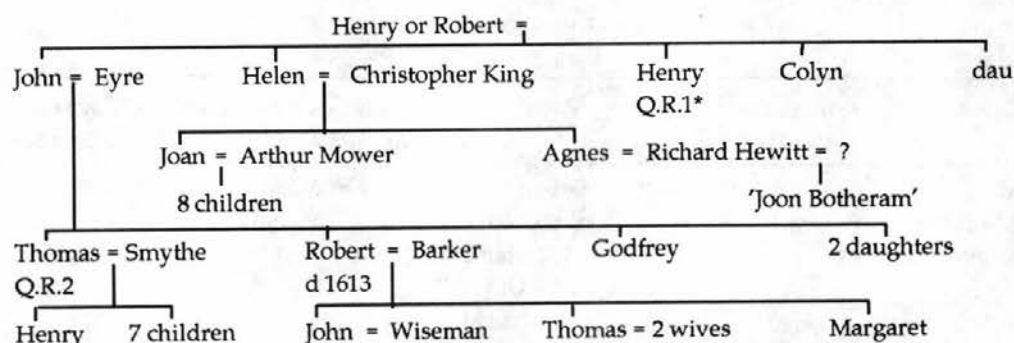 Henry or Robert =
John = Eyre Helen = Christopher King Henry Colyn dau
Q.R.1*
Joan = Arthur Mower Agnes = Richard Hewitt = ?
8 children 'Joon Botheram'
Thomas = Smythe Robert = Barker Godfrey 2 daughters
Q.R.2 d 1613
Henry 7 children John = Wiseman Thomas = 2 wives Margaret